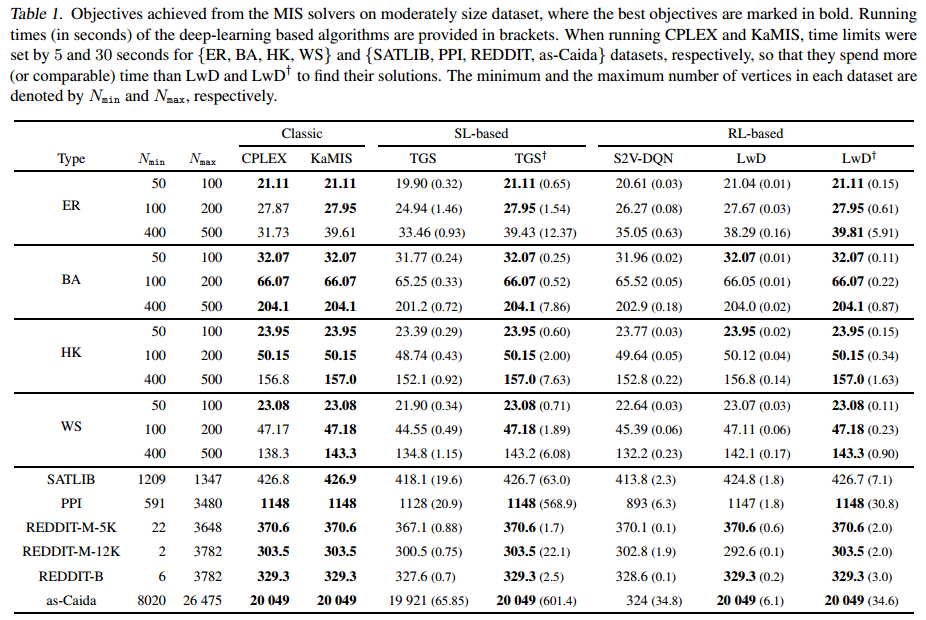 Table 1. Objectives achieved from the MIS solvers on moderately size dataset, where the best objectives are marked in bold. Running
times (in seconds) of the deep-learning based algorithms are provided in brackets. When running CPLEX and KaMIS, time limits were
set by 5 and 30 seconds for {ER, BA, HK, WS} and {SATLIB, PPI, REDDIT, as-Caida} datasets, respectively, so that they spend more
(or comparable) time than LwD and LwD† to find their solutions. The minimum and the maximum number of vertices in each dataset are
denoted by Nmin and Nmax, respectively.
Classic SL-based RL-based
Type Nmin Nmax CPLEX KaMIS TGS TGS† S2V-DQN LwD LwD†
ER
50 100 21.11 21.11 19.90 (0.32) 21.11 (0.65) 20.61 (0.03) 21.04 (0.01) 21.11 (0.15)
100 200 27.87 27.95 24.94 (1.46) 27.95 (1.54) 26.27 (0.08) 27.67 (0.03) 27.95 (0.61)
400 500 31.73 39.61 33.46 (0.93) 39.43 (12.37) 35.05 (0.63) 38.29 (0.16) 39.81 (5.91)
BA
50 100 32.07 32.07 31.77 (0.24) 32.07 (0.25) 31.96 (0.02) 32.07 (0.01) 32.07 (0.11)
100 200 66.07 66.07 65.25 (0.33) 66.07 (0.52) 65.52 (0.05) 66.05 (0.01) 66.07 (0.22)
400 500 204.1 204.1 201.2 (0.72) 204.1 (7.86) 202.9 (0.18) 204.0 (0.02) 204.1 (0.87)
HK
50 100 23.95 23.95 23.39 (0.29) 23.95 (0.60) 23.77 (0.03) 23.95 (0.02) 23.95 (0.15)
100 200 50.15 50.15 48.74 (0.43) 50.15 (2.00) 49.64 (0.05) 50.12 (0.04) 50.15 (0.34)
400 500 156.8 157.0 152.1 (0.92) 157.0 (7.63) 152.8 (0.22) 156.8 (0.14) 157.0 (1.63)
WS
50 100 23.08 23.08 21.90 (0.34) 23.08 (0.71) 22.64 (0.03) 23.07 (0.03) 23.08 (0.11)
100 200 47.17 47.18 44.55 (0.49) 47.18 (1.89) 45.39 (0.06) 47.11 (0.06) 47.18 (0.23)
400 500 138.3 143.3 134.8 (1.15) 143.2 (6.08) 132.2 (0.23) 142.1 (0.17) 143.3 (0.90)
SATLIB 1209 1347 426.8 426.9 418.1 (19.6) 426.7 (63.0) 413.8 (2.3) 424.8 (1.8) 426.7 (7.1)
PPI 591 3480 1148 1148 1128 (20.9) 1148 (568.9) 893 (6.3) 1147 (1.8) 1148 (30.8)
REDDIT-M-5K 22 3648 370.6 370.6 367.1 (0.88) 370.6 (1.7) 370.1 (0.1) 370.6 (0.6) 370.6 (2.0)
REDDIT-M-12K 2 3782 303.5 303.5 300.5 (0.75) 303.5 (22.1) 302.8 (1.9) 292.6 (0.1) 303.5 (2.0)
REDDIT-B 6 3782 329.3 329.3 327.6 (0.7) 329.3 (2.5) 328.6 (0.1) 329.3 (0.2) 329.3 (3.0)
as-Caida 8020 26 475 20 049 20 049 19 921 (65.85) 20 049 (601.4) 324 (34.8) 20 049 (6.1) 20 049 (34.6)